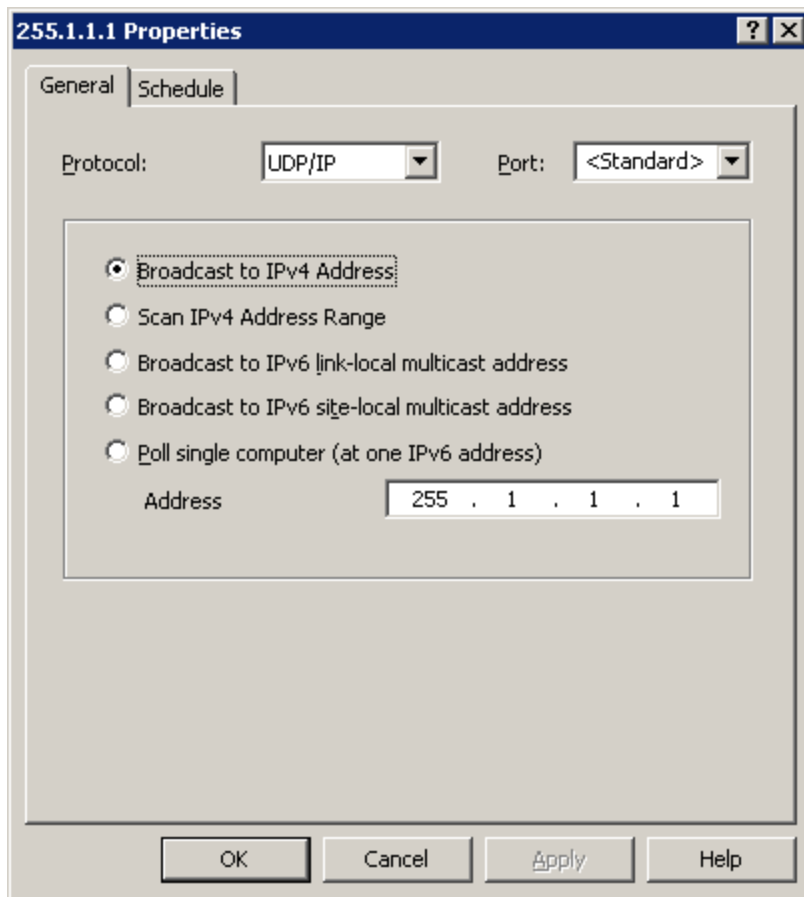 255.1.1.1 Properties
General Schedule
Protocol: UDP/IP Port: <Standard>
Broadcast to IPv4 Address
Scan IPv4 Address Range
Broadcast to IPv6 link-local multicast address
Broadcast to IPv6 site-local multicast address
Poll single computer (at one IPv6 address)
Address 255 . 1 . 1 . 1
OK Cancel Apply Help